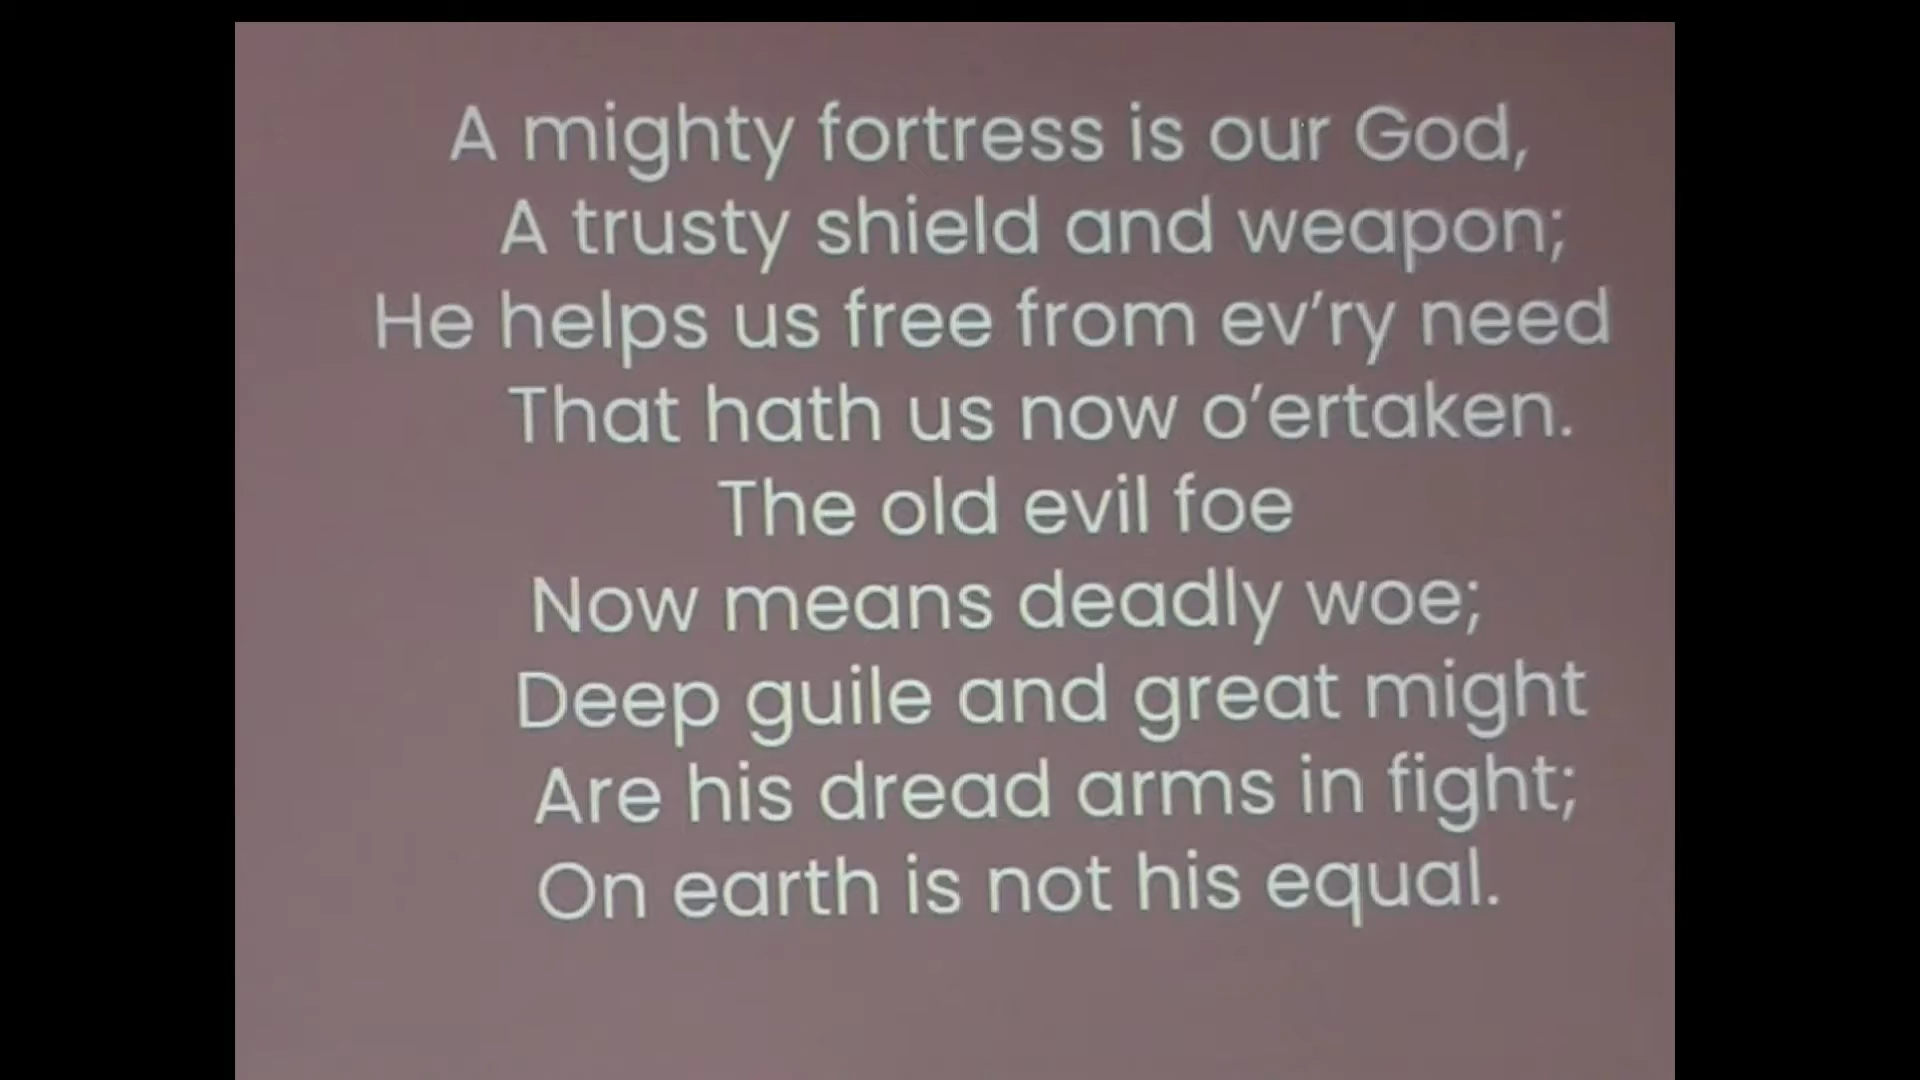 A mighty fortress is our God,
A trusty shield and weapon;
He helps us free from ev’ry need
That hath us now o’ertaken.
The old evil foe
Now means deadly woe;
Deep guile and great might
Are his dread arms in fight;
On earth is not his equal.